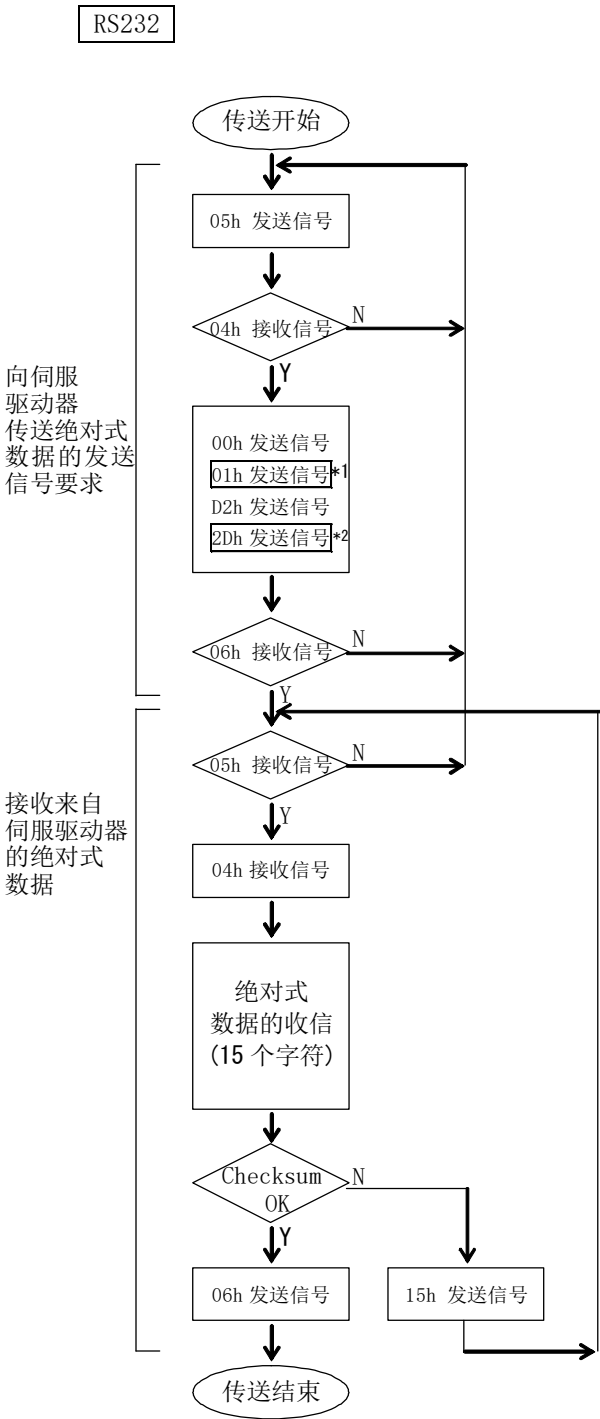 RS232
传送开始
05h 发送信号
04h 接收信号
N
Y
向伺服
驱动器
传送绝对式
数据的发送
信号要求
00h 发送信号
01h 发送信号*1
D2h 发送信号
2Dh 发送信号*2
06h 接收信号
N
Y
05h 接收信号
N
Y
接收来自
伺服驱动器
的绝对式
数据
04h 接收信号
绝对式
数据的收信
(15 个字符)
Checksum
OK
N
Y
06h 发送信号
15h 发送信号
传送结束